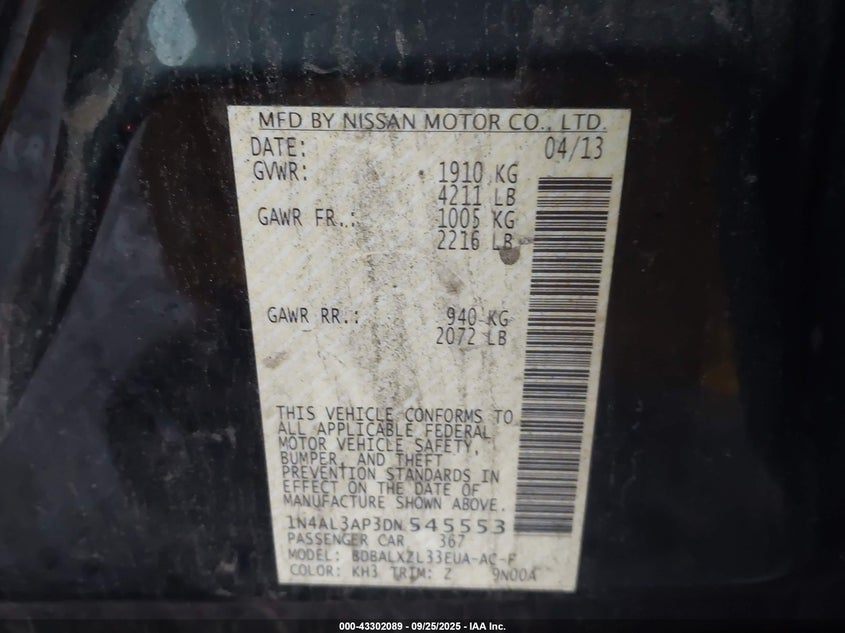 MFD BY NISSAN MOTOR CO., LTD.
DATE: 04/13
GVWR: 1910 KG
4211 LB
GAWR FR.: 1005 KG
2216 LB
GAWR RR.: 940 KG
2072 LB
THIS VEHICLE CONFORMS TO
ALL APPLICABLE FEDERAL
MOTOR VEHICLE SAFETY,
BUMPER, AND THEFT
PREVENTION STANDARDS IN
EFFECT ON THE DATE OF
MANUFACTURE SHOWN ABOVE.
1N4AL3AP3DN545553
PASSENGER CAR 367
MODEL: BDBALXZL33EUA-AC-F
COLOR: KH3 TRIM: Z 9N00A
000-43302089 - 09/25/2025 - IAA Inc.